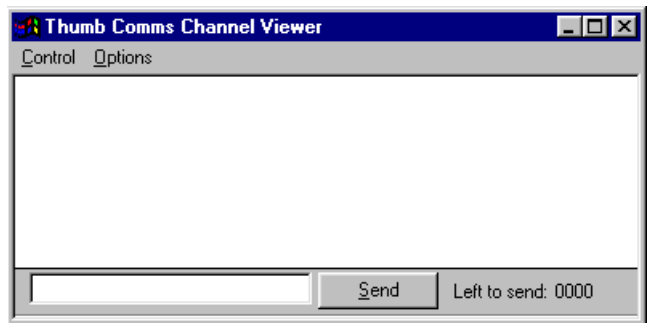 Thumb Comms Channel Viewer
Control Options
Send Left to send: 0000